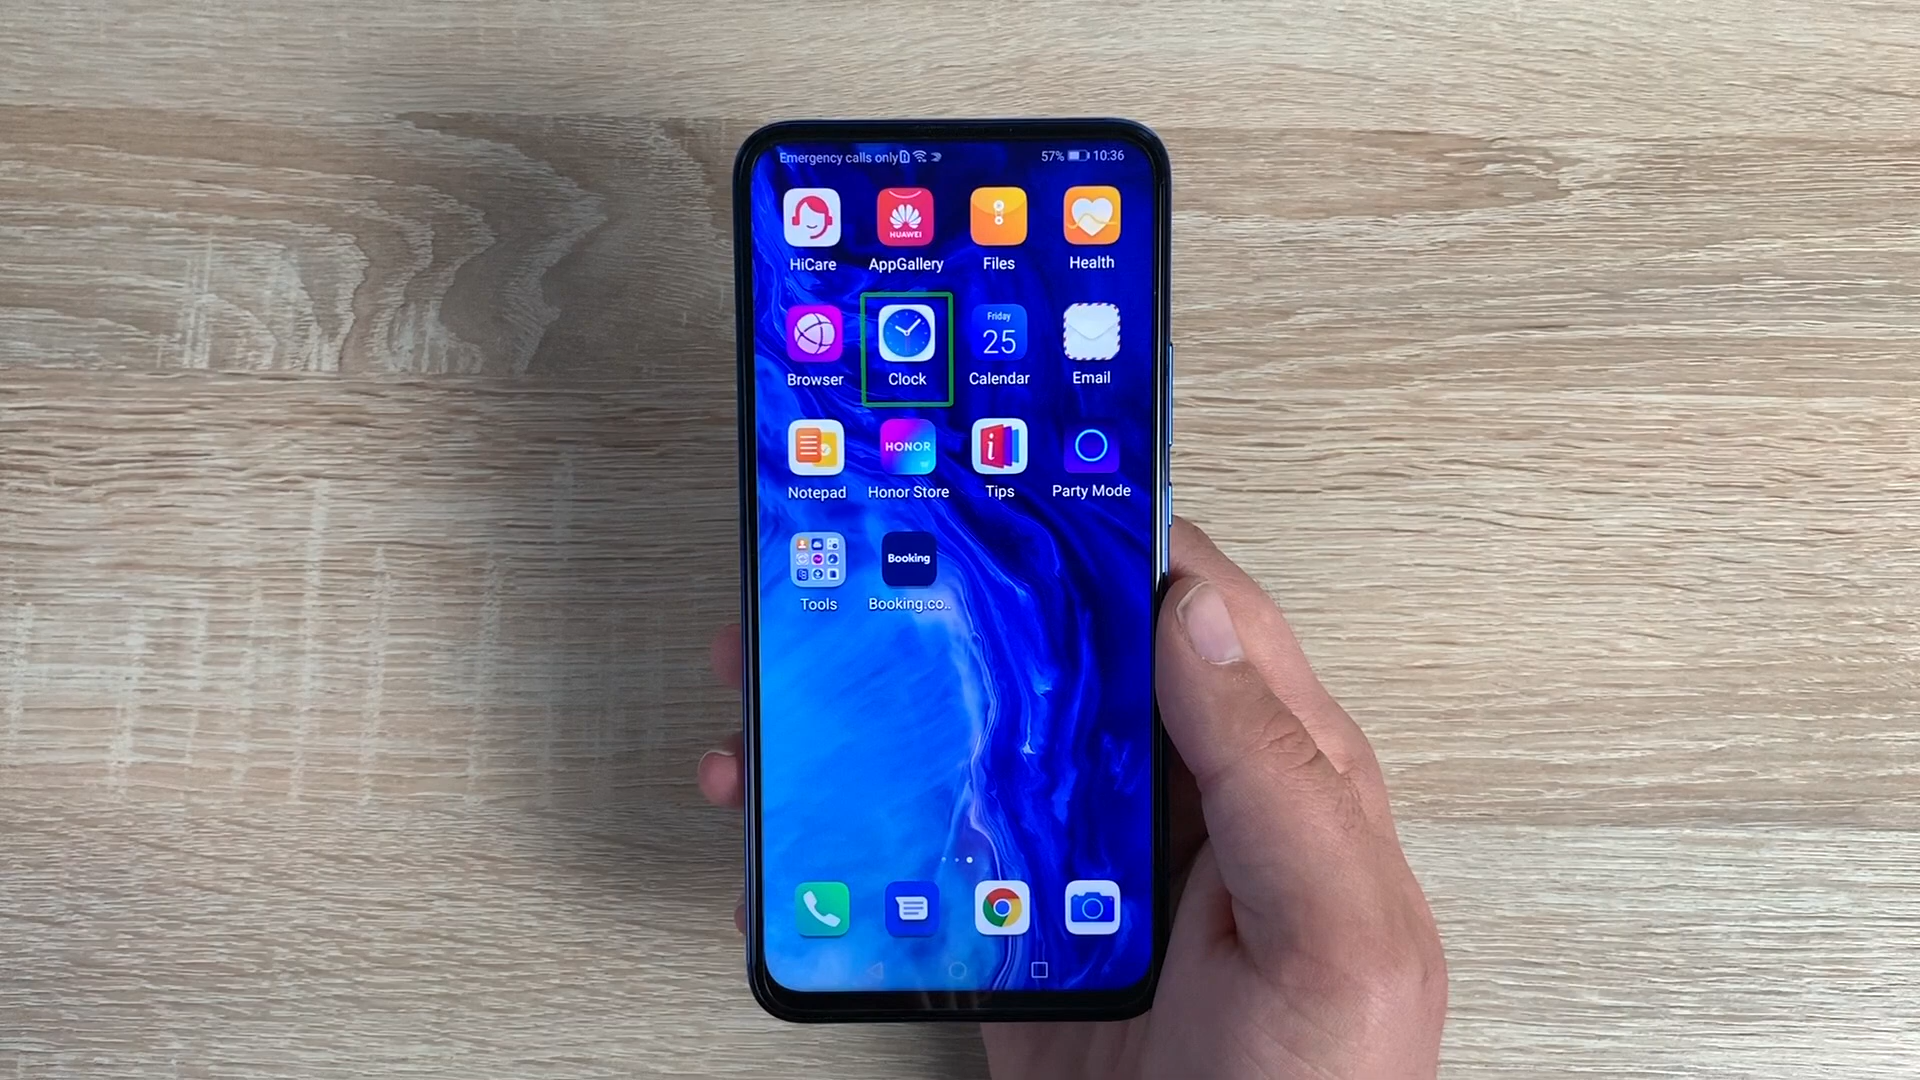 Emergency calls only 57% 10:36
HUAWEI
HiCare AppGallery Files Health
Friday
25
Browser Clock Calendar Email
HONOR
i
Notepad Honor Store Tips Party Mode
Booking
Tools Booking.co..